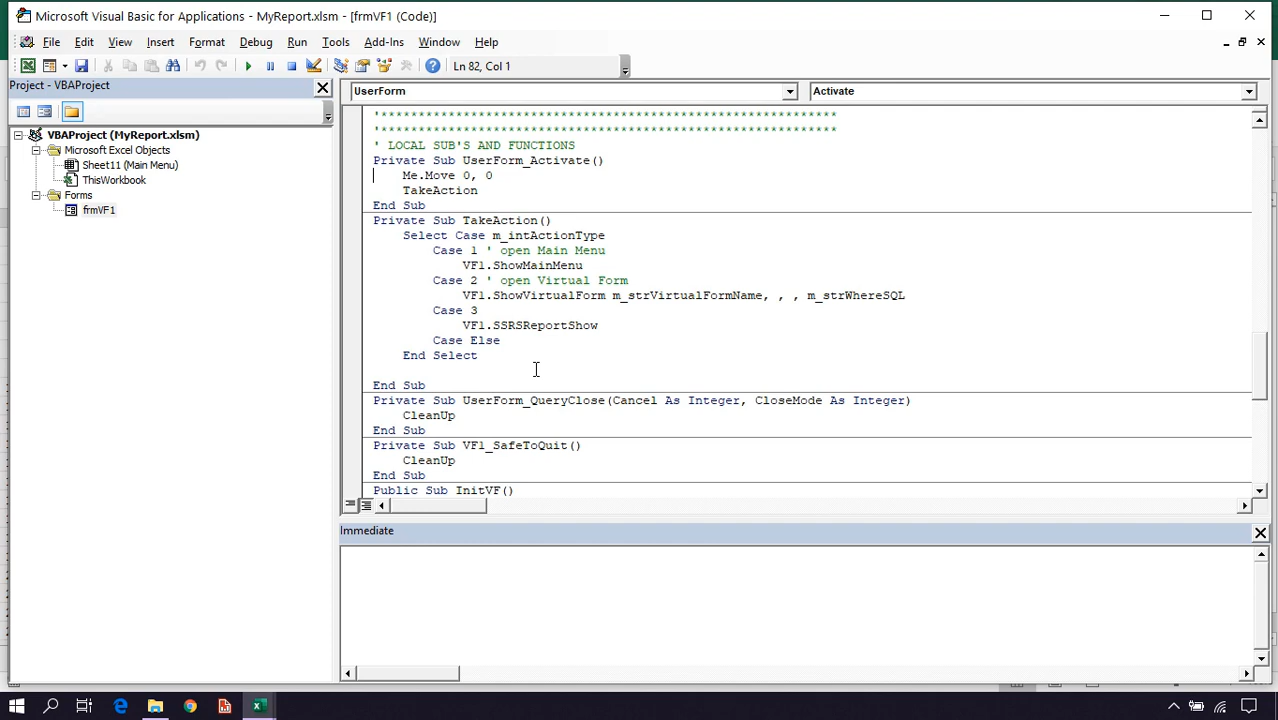 Microsoft Visual Basic for Applications - MyReport.xlsm - [frmVF1 (Code)]
File Edit View Insert Format Debug Run Tools Add-Ins Window Help
Ln 82, Col 1
Project - VBAProject
UserForm
Activate
VBAProject (MyReport.xlsm)
Microsoft Excel Objects
Sheet11 (Main Menu)
ThisWorkbook
Forms
frmVF1
'*************************************************************
'*************************************************************
' LOCAL SUB'S AND FUNCTIONS
Private Sub UserForm_Activate()
Me.Move 0, 0
TakeAction
End Sub
Private Sub TakeAction()
Select Case m_intActionType
Case 1 ' open Main Menu
VF1.ShowMainMenu
Case 2 ' open Virtual Form
VF1.ShowVirtualForm m_strVirtualFormName, , , m_strWhereSQL
Case 3
VF1.SSRSReportShow
Case Else
End Select
End Sub
Private Sub UserForm_QueryClose(Cancel As Integer, CloseMode As Integer)
CleanUp
End Sub
Private Sub VF1_SafeToQuit()
CleanUp
End Sub
Public Sub InitVF()
Immediate